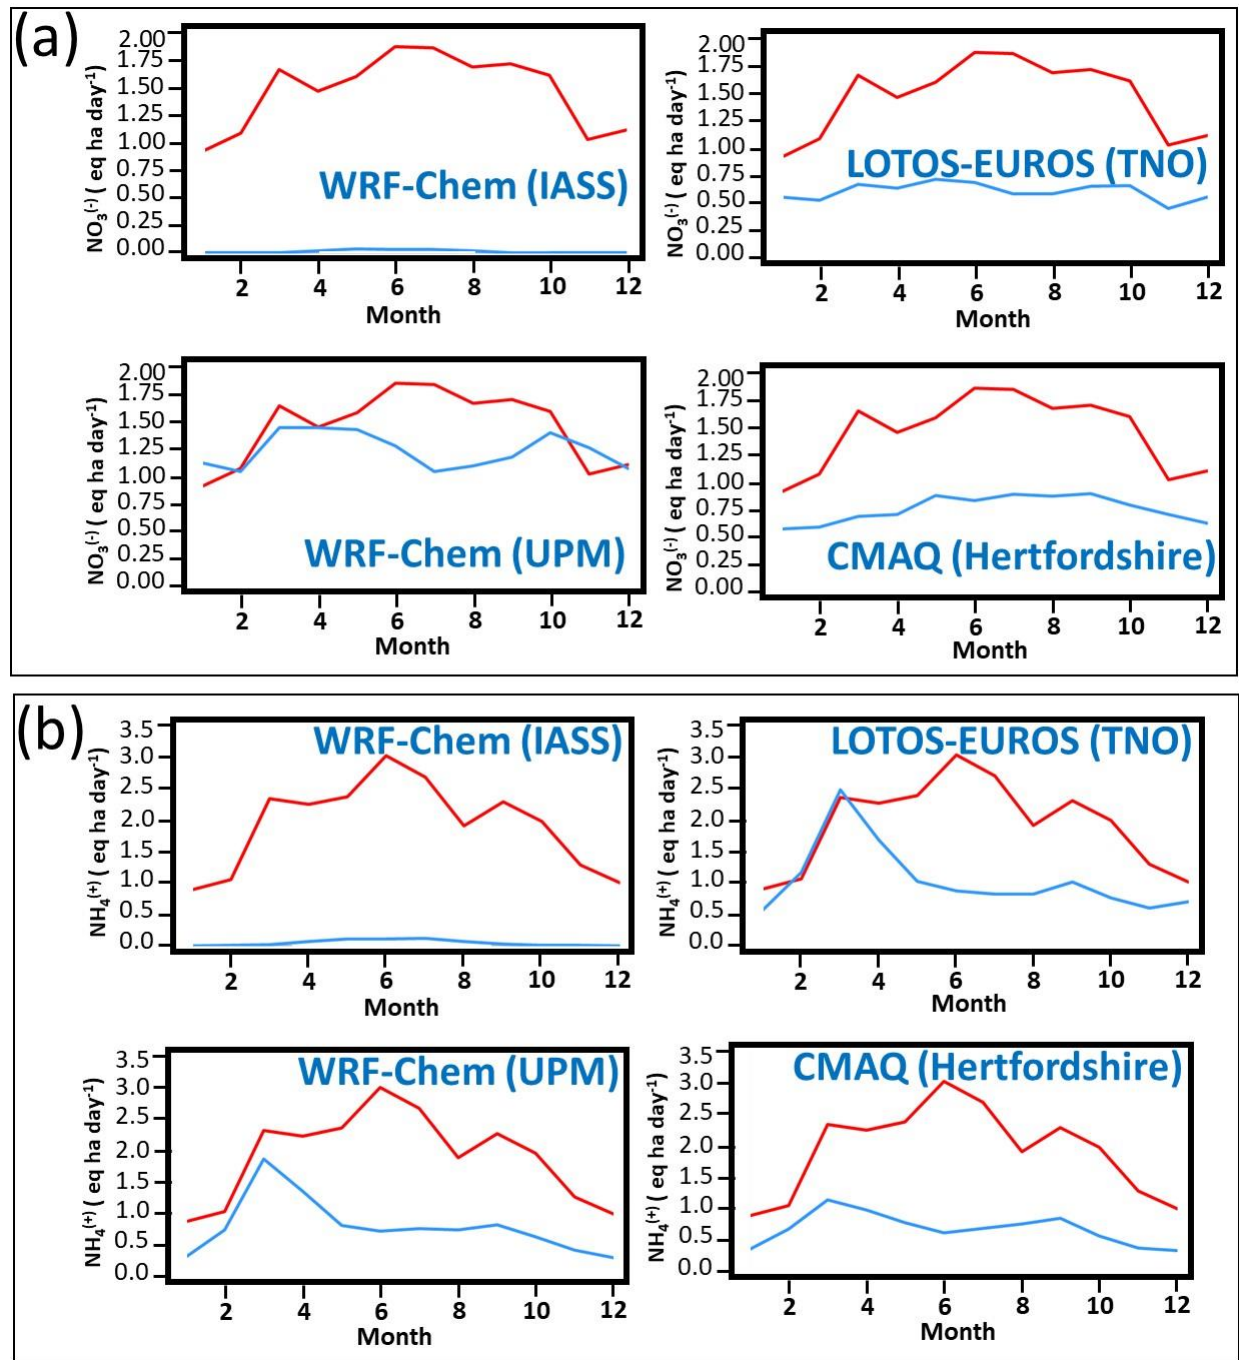 (a)
2.00
1.75
1.50
1.25
1.00
0.75
0.50
0.25
0.00
NO3(-) ( eq ha day-1)
WRF-Chem (IASS)
2 4 6 8 10 12
Month
2.00
1.75
1.50
1.25
1.00
0.75
0.50
0.25
0.00
NO3(-) ( eq ha day-1)
LOTOS-EUROS (TNO)
2 4 6 8 10 12
Month
2.00
1.75
1.50
1.25
1.00
0.75
0.50
0.25
0.00
NO3(-) ( eq ha day-1)
WRF-Chem (UPM)
2 4 6 8 10 12
Month
2.00
1.75
1.50
1.25
1.00
0.75
0.50
0.25
0.00
NO3(-) ( eq ha day-1)
CMAQ (Hertfordshire)
2 4 6 8 10 12
Month
(b)
3.5
3.0
2.5
2.0
1.5
1.0
0.5
0.0
NH4(+) ( eq ha day-1)
WRF-Chem (IASS)
2 4 6 8 10 12
Month
3.5
3.0
2.5
2.0
1.5
1.0
0.5
0.0
NH4(+) ( eq ha day-1)
LOTOS-EUROS (TNO)
2 4 6 8 10 12
Month
3.5
3.0
2.5
2.0
1.5
1.0
0.5
0.0
NH4(+) ( eq ha day-1)
WRF-Chem (UPM)
2 4 6 8 10 12
Month
3.5
3.0
2.5
2.0
1.5
1.0
0.5
0.0
NH4(+) ( eq ha day-1)
CMAQ (Hertfordshire)
2 4 6 8 10 12
Month